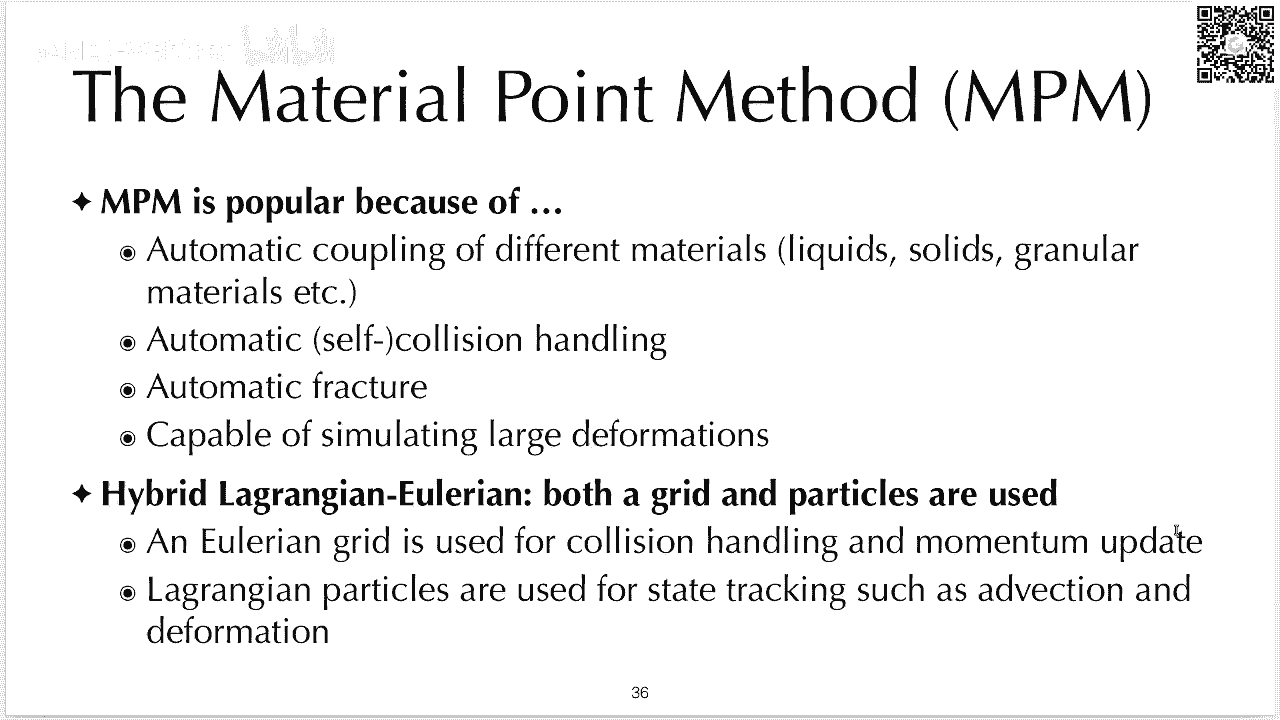 The Material Point Method (MPM)
✦ MPM is popular because of …
◉ Automatic coupling of different materials (liquids, solids, granular
materials etc.)
◉ Automatic (self-)collision handling
◉ Automatic fracture
◉ Capable of simulating large deformations
✦ Hybrid Lagrangian-Eulerian: both a grid and particles are used
◉ An Eulerian grid is used for collision handling and momentum update
◉ Lagrangian particles are used for state tracking such as advection and
deformation
36